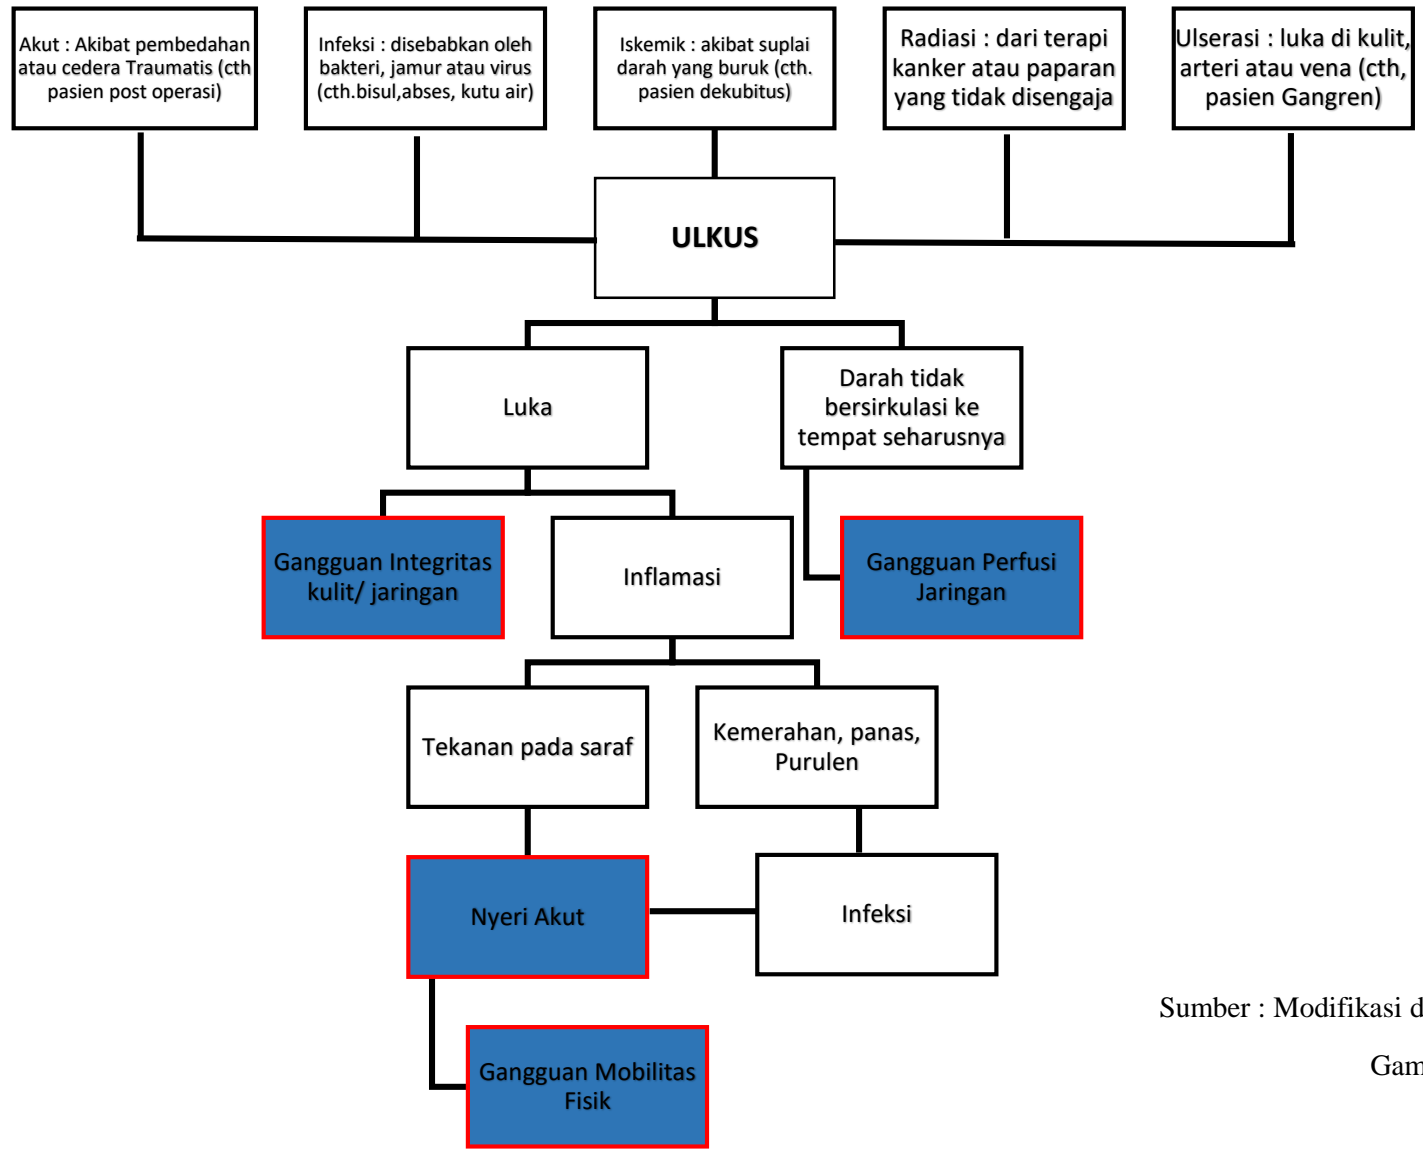 Akut : Akibat pembedahan
atau cedera Traumatis (cth
pasien post operasi)
Infeksi : disebabkan oleh
bakteri, jamur atau virus
(cth.bisul,abses, kutu air)
Iskemik : akibat suplai
darah yang buruk (cth.
pasien dekubitus)
Radiasi : dari terapi
kanker atau paparan
yang tidak disengaja
Ulserasi : luka di kulit,
arteri atau vena (cth,
pasien Gangren)
ULKUS
Luka
Darah tidak
bersirkulasi ke
tempat seharusnya
Gangguan Integritas
kulit/ jaringan
Inflamasi
Gangguan Perfusi
Jaringan
Tekanan pada saraf
Kemerahan, panas,
Purulen
Nyeri Akut
Infeksi
Gangguan Mobilitas
Fisik
Sumber : Modifikasi